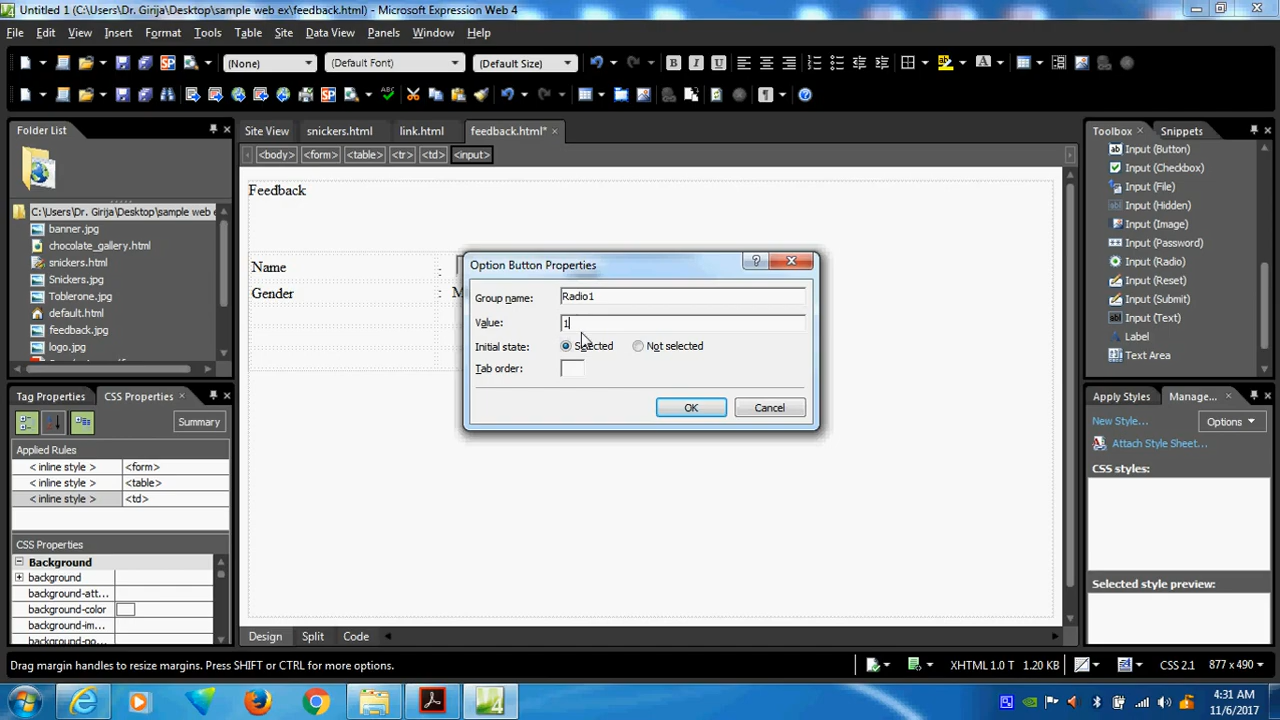 Untitled 1 (C:\Users\Dr. Girija\Desktop\sample web ex\feedback.html) - Microsoft Expression Web 4
File Edit View Insert Format Tools Table Site Data View Panels Window Help
(None) (Default Font) (Default Size)
Folder List
Site View snickers.html link.html feedback.html*
Toolbox Snippets
<body> <form> <table> <tr> <td> <input>
C:\Users\Dr. Girija\Desktop\sample web e
banner.jpg
chocolate_gallery.html
snickers.html
Snickers.jpg
Toblerone.jpg
default.html
feedback.jpg
logo.jpg
Feedback
Name :
Gender : M
Option Button Properties
Group name: Radio1
Value: 1
Initial state: Selected Not selected
Tab order:
OK Cancel
Input (Button)
Input (Checkbox)
Input (File)
Input (Hidden)
Input (Image)
Input (Password)
Input (Radio)
Input (Reset)
Input (Submit)
Input (Text)
Label
Text Area
Tag Properties CSS Properties
Summary
Applied Rules
< inline style > <form>
< inline style > <table>
< inline style > <td>
CSS Properties
Background
background
background-att...
background-color
background-im...
background-po...
Apply Styles Manage...
New Style... Options
Attach Style Sheet...
CSS styles:
Selected style preview:
Design Split Code
Drag margin handles to resize margins. Press SHIFT or CTRL for more options.
XHTML 1.0 T 1.20 KB CSS 2.1 877 x 490
4:31 AM
11/6/2017